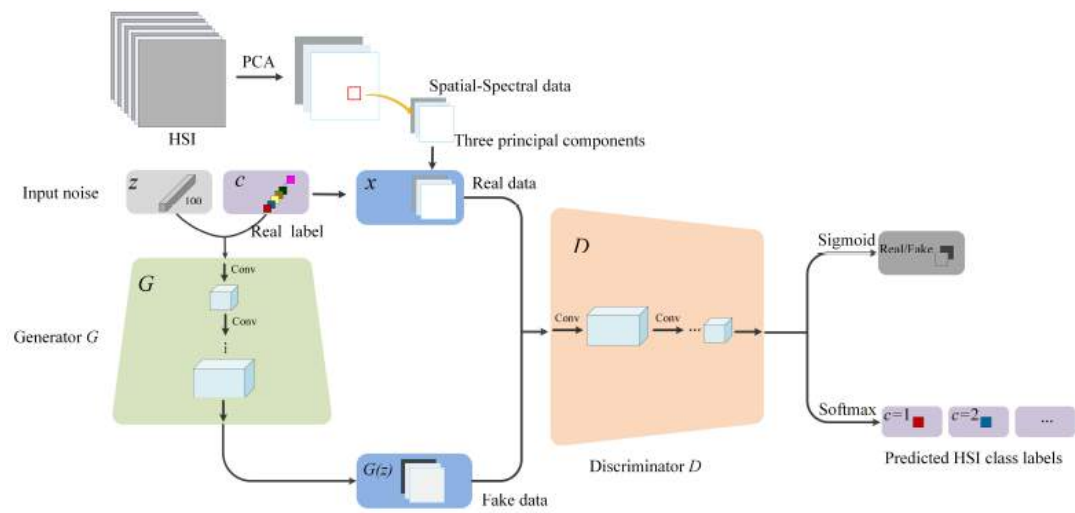 PCA
HSI
Spatial-Spectral data
Three principal components
Input noise
z
100
c
Real label
x
Real data
G
Conv
Conv
Generator G
G(z)
Fake data
D
Conv
Conv
...
Discriminator D
Sigmoid
Real/Fake
Softmax
c=1
c=2
...
Predicted HSI class labels